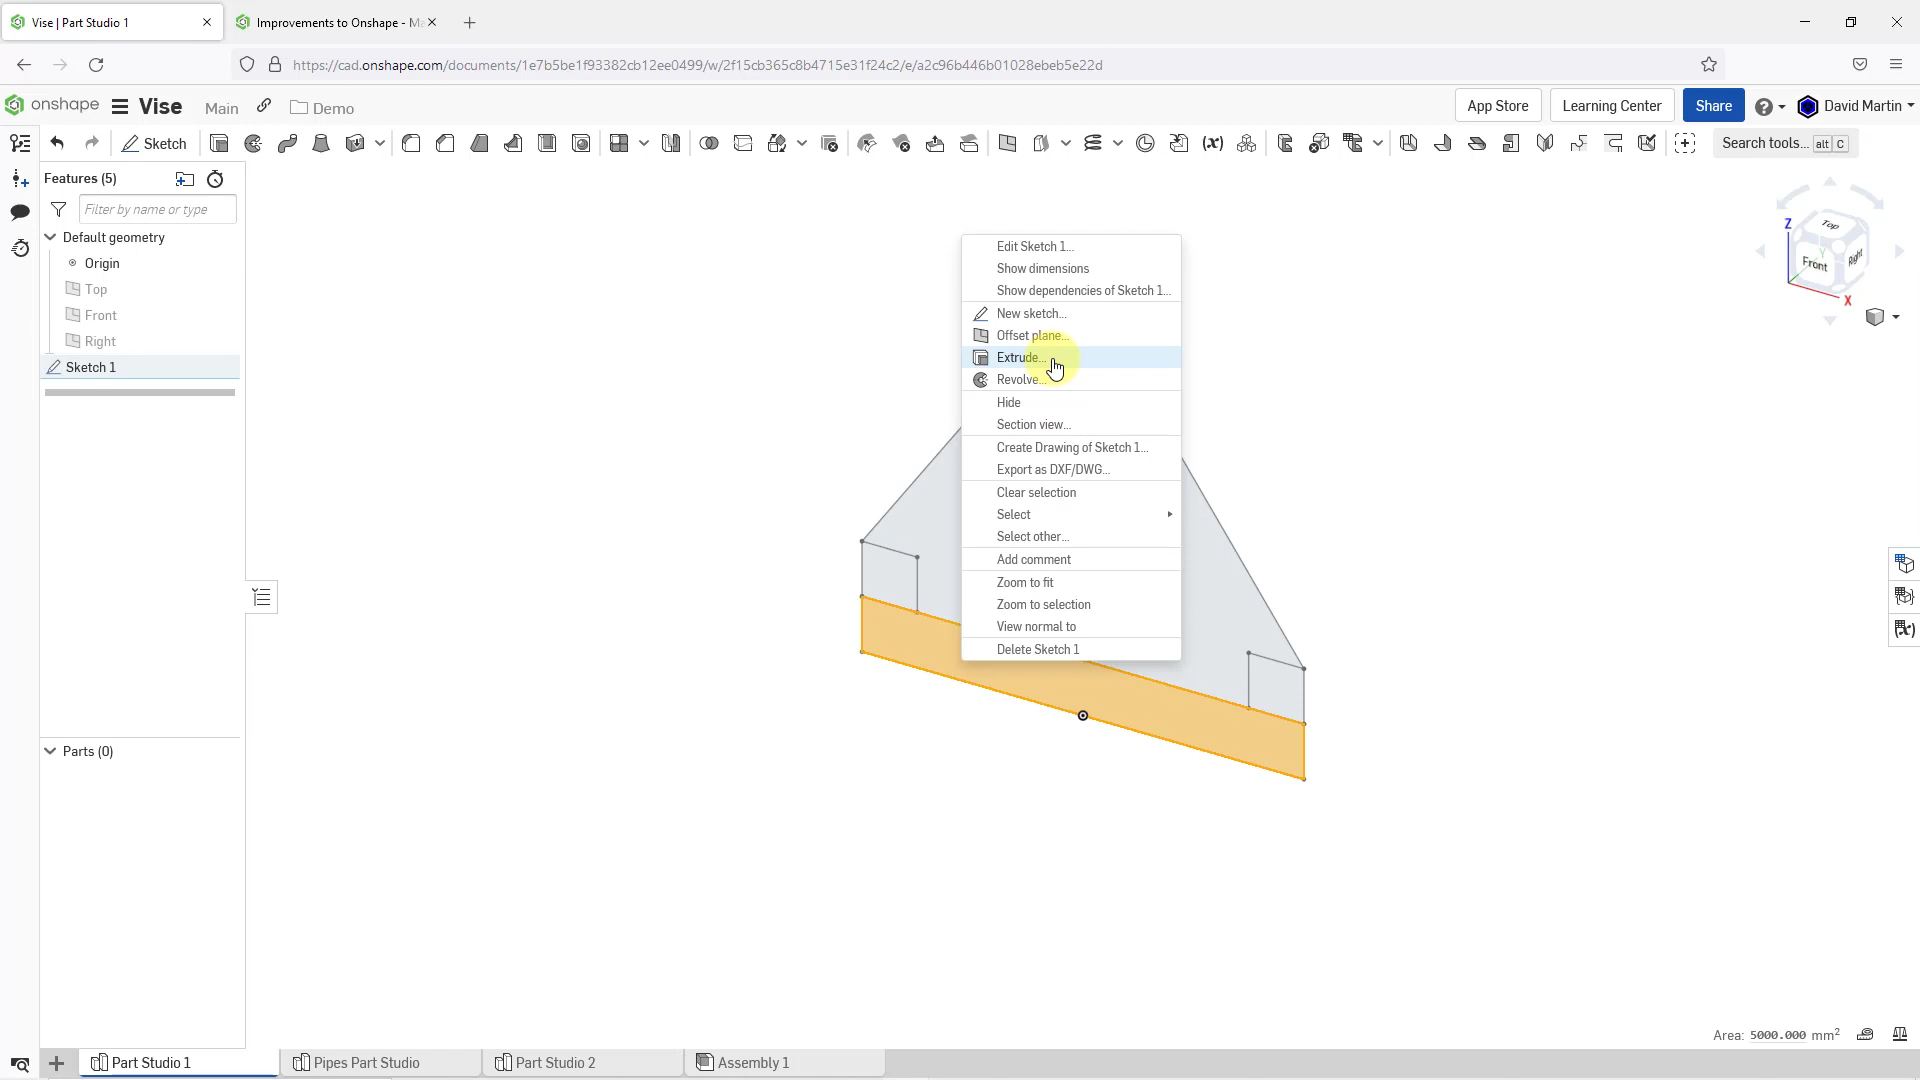 Vise | Part Studio 1
Improvements to Onshape - Ma
https://cad.onshape.com/documents/1e7b5be1f93382cb12ee0499/w/2f15cb365c8b4715e31f24c2/e/a2c96b446b01028ebeb5e22d
onshape Vise Main Demo App Store Learning Center Share David Martin
Sketch Search tools... alt C
Features (5)
Filter by name or type
Default geometry
Origin
Top
Front
Right
Sketch 1
Parts (0)
Edit Sketch 1...
Show dimensions
Show dependencies of Sketch 1...
New sketch...
Offset plane...
Extrude...
Revolve...
Hide
Section view...
Create Drawing of Sketch 1...
Export as DXF/DWG...
Clear selection
Select
Select other...
Add comment
Zoom to fit
Zoom to selection
View normal to
Delete Sketch 1
Z
Top
Y
Front
Right
X
Area: 5000.000 mm²
Part Studio 1 Pipes Part Studio Part Studio 2 Assembly 1